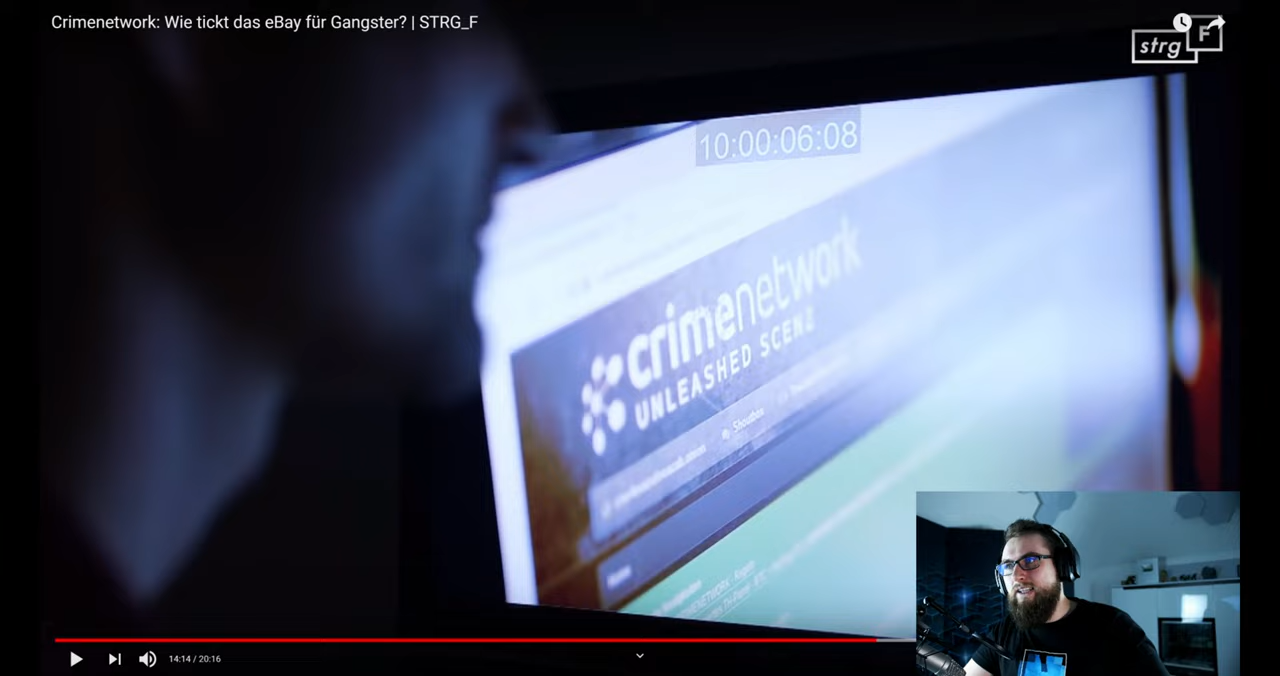 Crimenetwork: Wie tickt das eBay für Gangster? | STRG_F
strg F
10:00:06:08
crimenetwork
UNLEASHED SCENE
Shoutbox
14:14 / 20:16